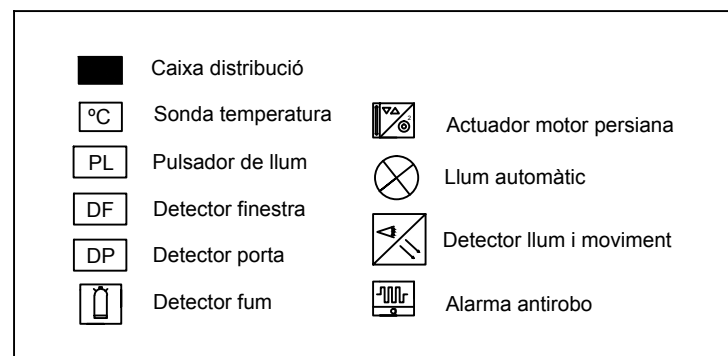 Caixa distribució
ºC Sonda temperatura
PL Pulsador de llum
DF Detector finestra
DP Detector porta
Detector fum
2
Actuador motor persiana
Llum automàtic
Detector llum i moviment
Alarma antirobo